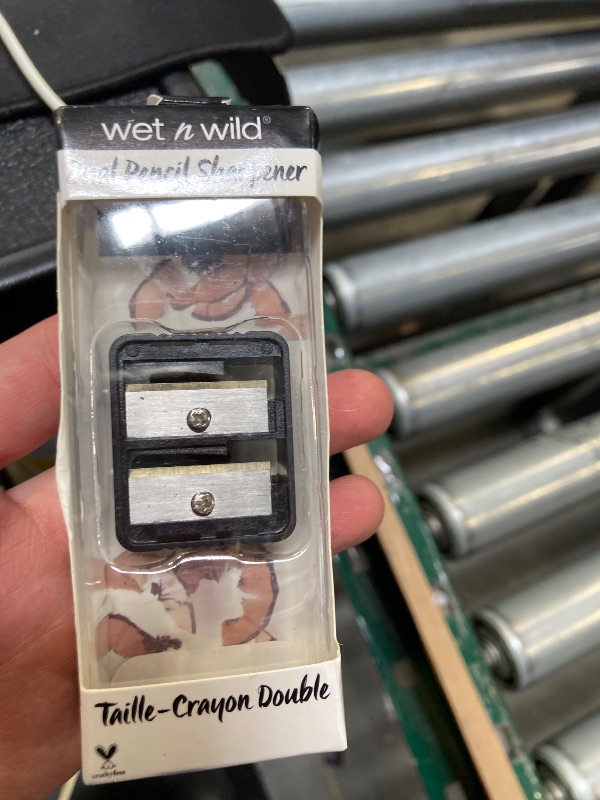 wet n wild®
Dual Pencil Sharpener
Taille-Crayon Double
crueltyfree